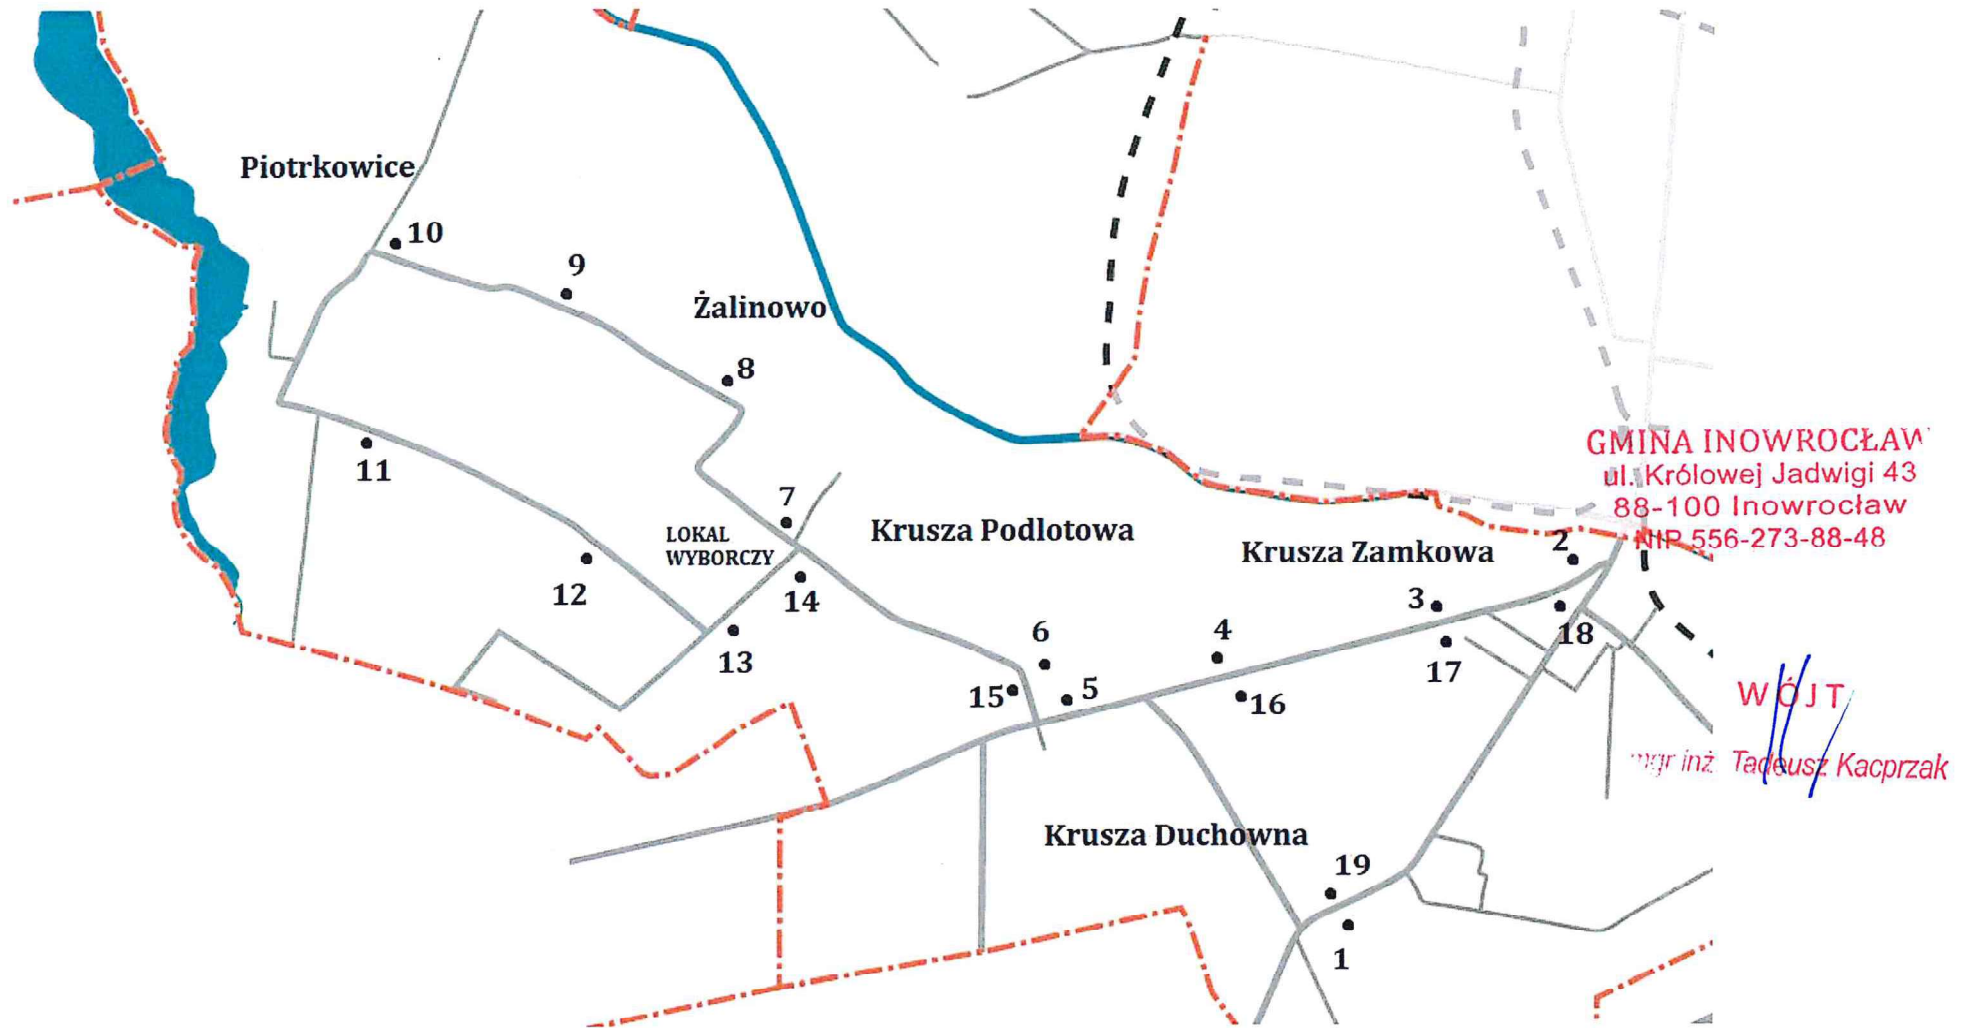 Piotrkowice
10
9
Żalinowo
8
11
7
LOKAL
WYBORCZY
Krusza Podlotowa
Krusza Zamkowa
GMINA INOWROCŁAW
ul. Królowej Jadwigi 43
88-100 Inowrocław
NIP 556-273-88-48
2
12
14
3
18
13
6
4
17
15
5
16
WÓJT
mgr inż. Tadeusz Kacprzak
Krusza Duchowna
19
1